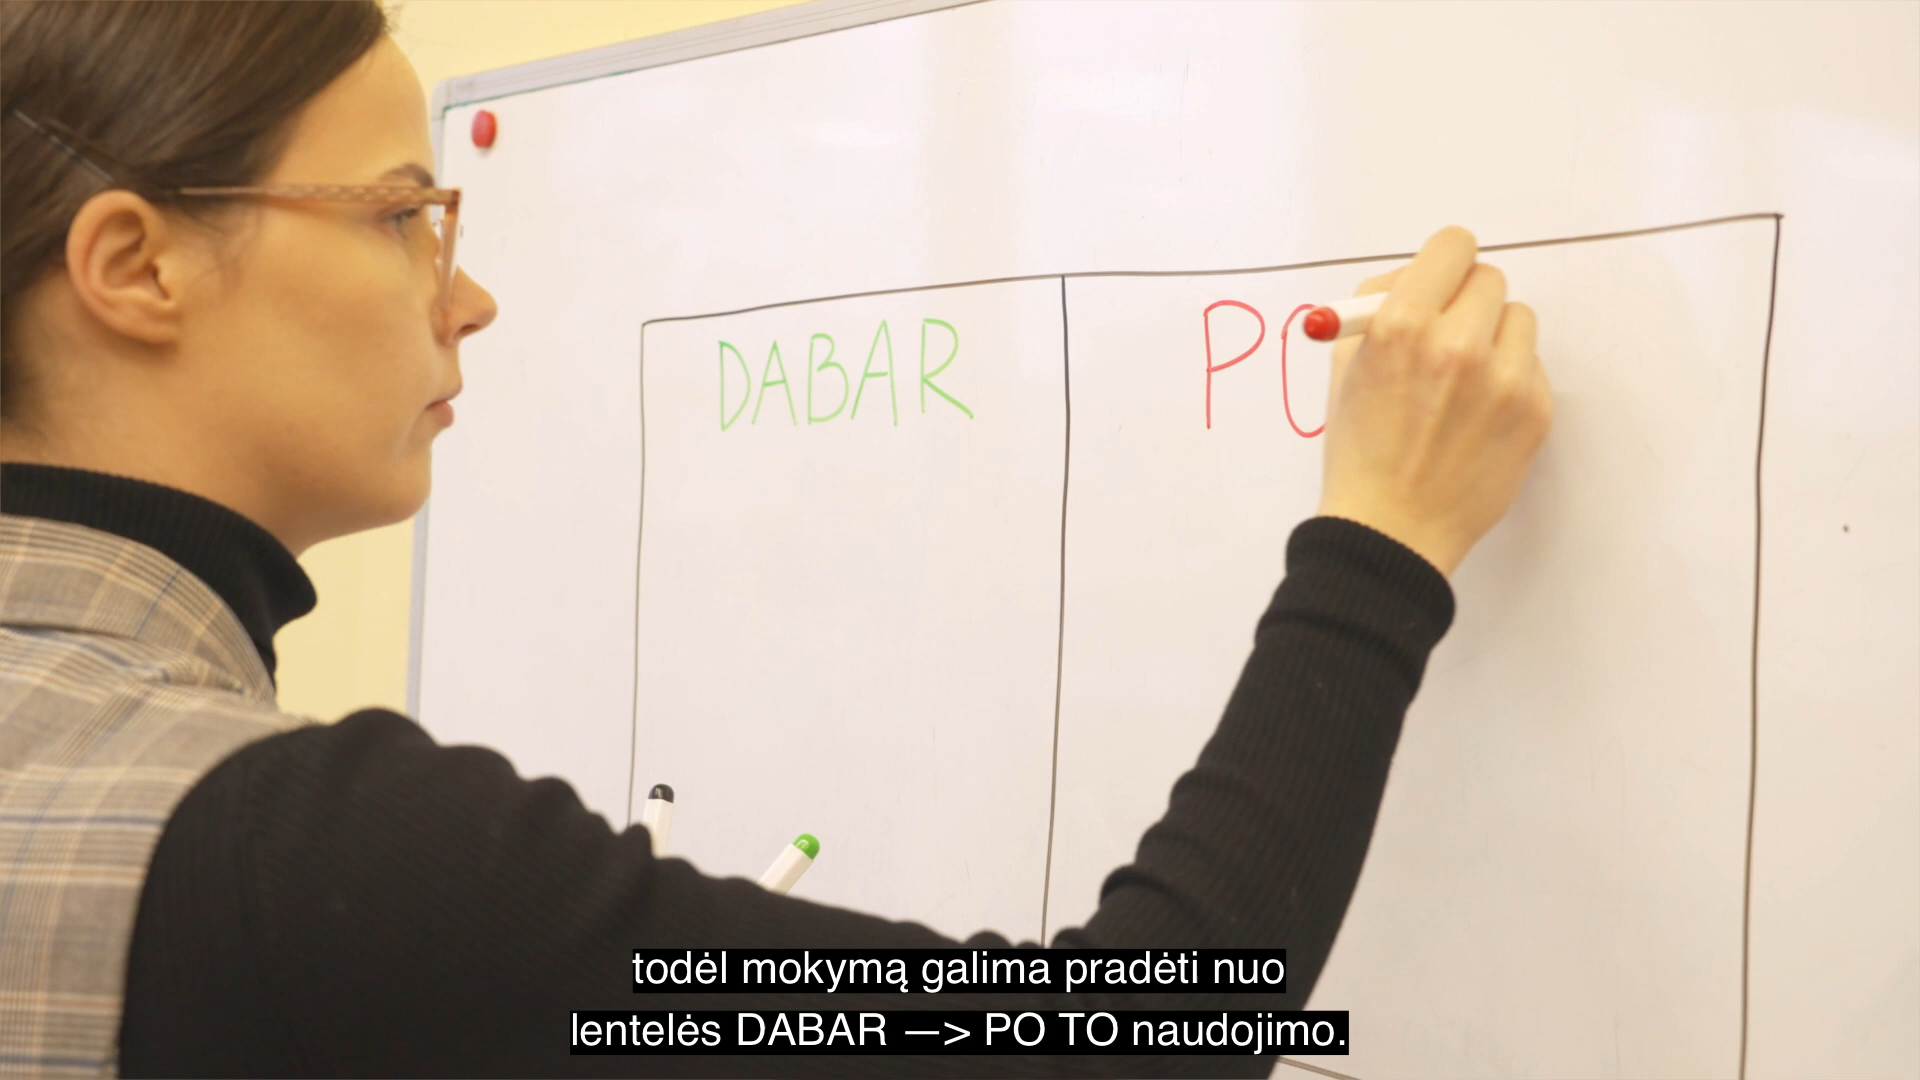 DABAR
PO
todėl mokymą galima pradėti nuo
lentelės DABAR —> PO TO naudojimo.